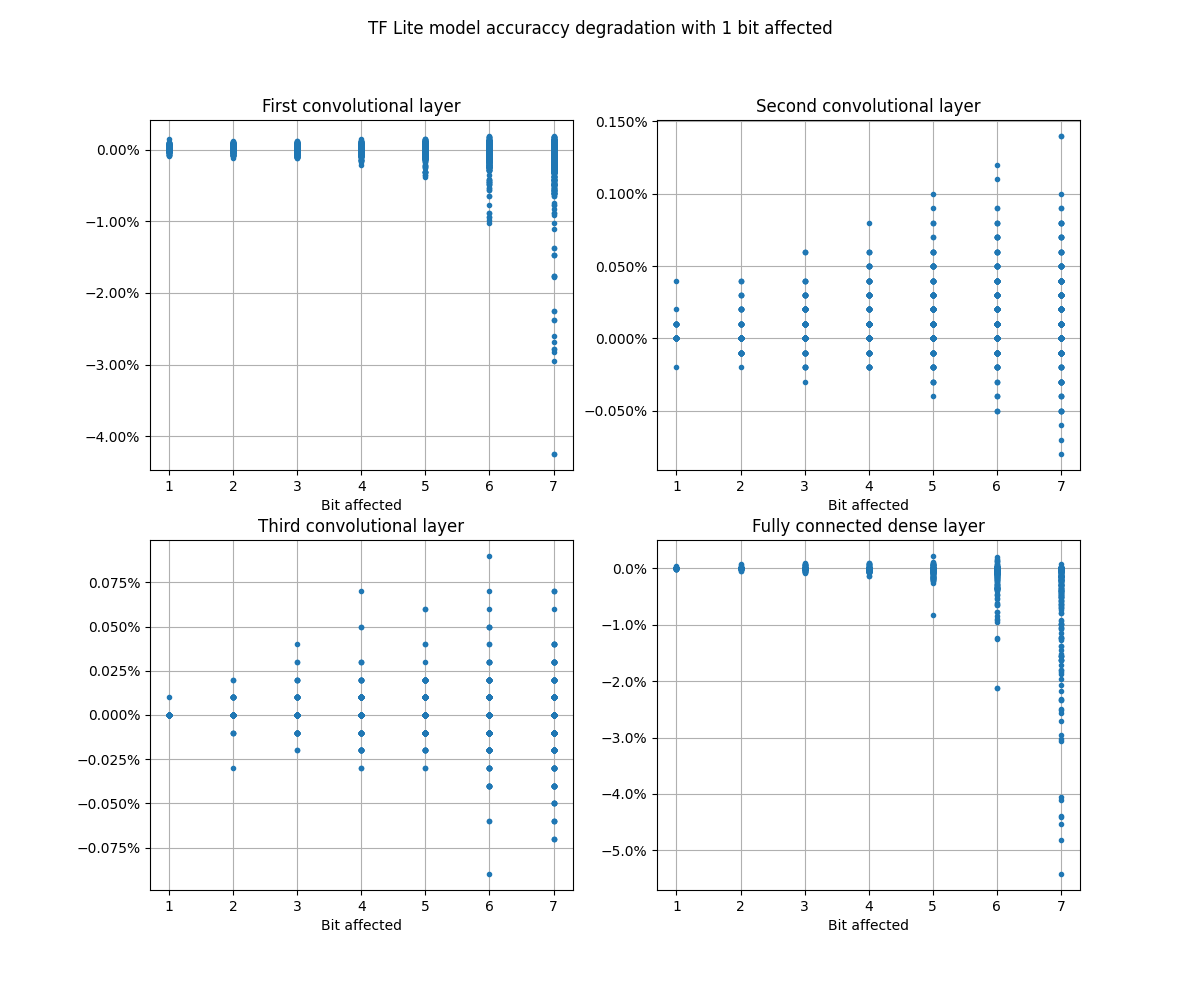 TF Lite model accuraccy degradation with 1 bit affected
First convolutional layer
0.00%
−1.00%
−2.00%
−3.00%
−4.00%
1 2 3 4 5 6 7
Bit affected
Second convolutional layer
0.150%
0.100%
0.050%
0.000%
−0.050%
1 2 3 4 5 6 7
Bit affected
Third convolutional layer
0.075%
0.050%
0.025%
0.000%
−0.025%
−0.050%
−0.075%
1 2 3 4 5 6 7
Bit affected
Fully connected dense layer
0.0%
−1.0%
−2.0%
−3.0%
−4.0%
−5.0%
1 2 3 4 5 6 7
Bit affected